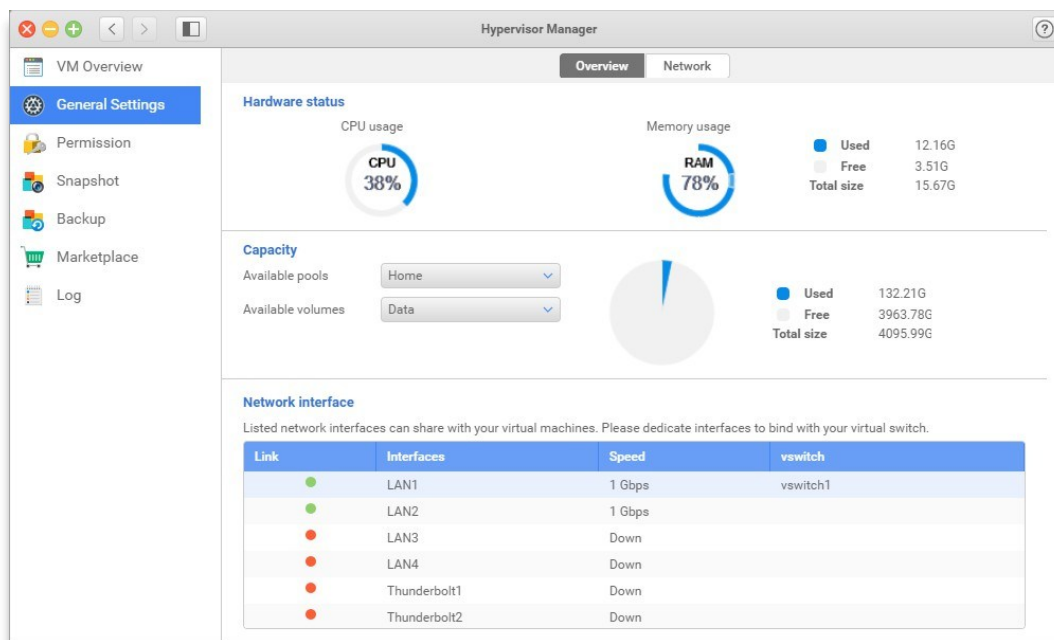 Hypervisor Manager
?
VM Overview
General Settings
Permission
Snapshot
Backup
Marketplace
Log
Overview Network
Hardware status
CPU usage
CPU
38%
Memory usage
RAM
78%
Used 12.16G
Free 3.51G
Total size 15.67G
Capacity
Available pools Home
Available volumes Data
Used 132.21G
Free 3963.78G
Total size 4095.99G
Network interface
Listed network interfaces can share with your virtual machines. Please dedicate interfaces to bind with your virtual switch.
Link Interfaces Speed vswitch
LAN1 1 Gbps vswitch1
LAN2 1 Gbps
LAN3 Down
LAN4 Down
Thunderbolt1 Down
Thunderbolt2 Down